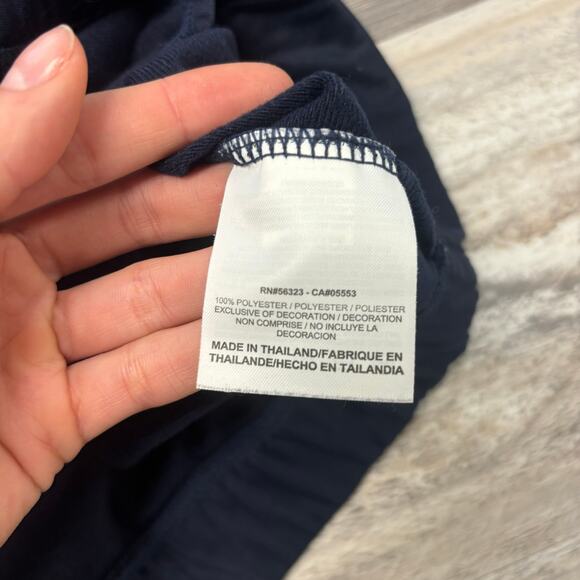 RN#56323 - CA#05553
100% POLYESTER / POLYESTER / POLIESTER
EXCLUSIVE OF DECORATION / DECORATION
NON COMPRISE / NO INCLUYE LA
DECORACION
MADE IN THAILAND/FABRIQUE EN
THAILANDE/HECHO EN TAILANDIA